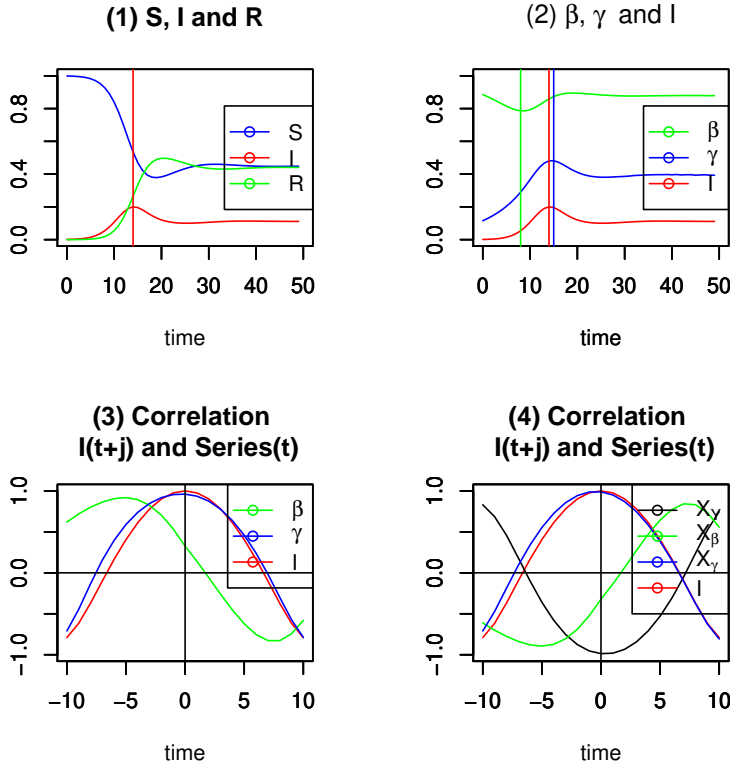 (1) S, I and R
0.0 0.4 0.8
S
I
R
0 10 20 30 40 50
time
(2) β, γ and I
0.0 0.4 0.8
β
γ
I
0 10 20 30 40 50
time
(3) Correlation
I(t+j) and Series(t)
−1.0 0.0 1.0
β
γ
I
−10 −5 0 5 10
time
(4) Correlation
I(t+j) and Series(t)
−1.0 0.0 1.0
X_Y
X_β
X_γ
I
−10 −5 0 5 10
time